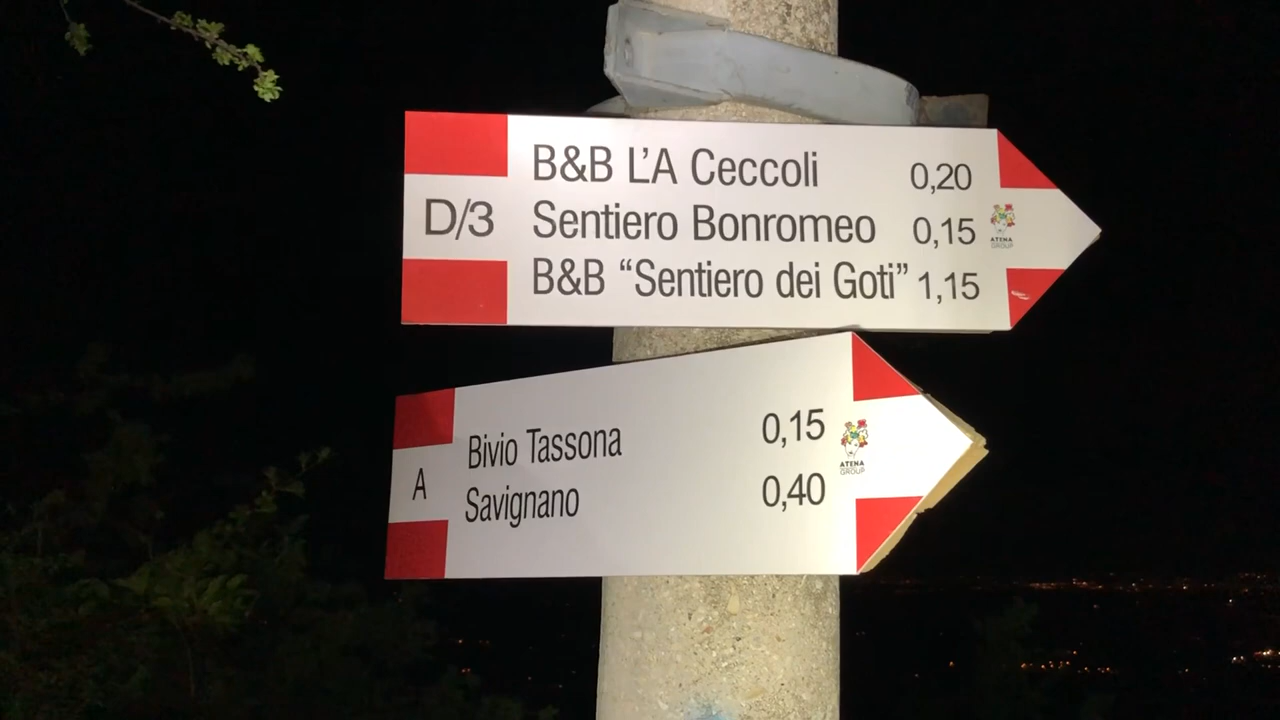 B&B L'A Ceccoli 0,20
D/3 Sentiero Bonromeo 0,15
B&B “Sentiero dei Goti” 1,15
ATENA
GROUP
Bivio Tassona 0,15
A
Savignano 0,40
ATENA
GROUP